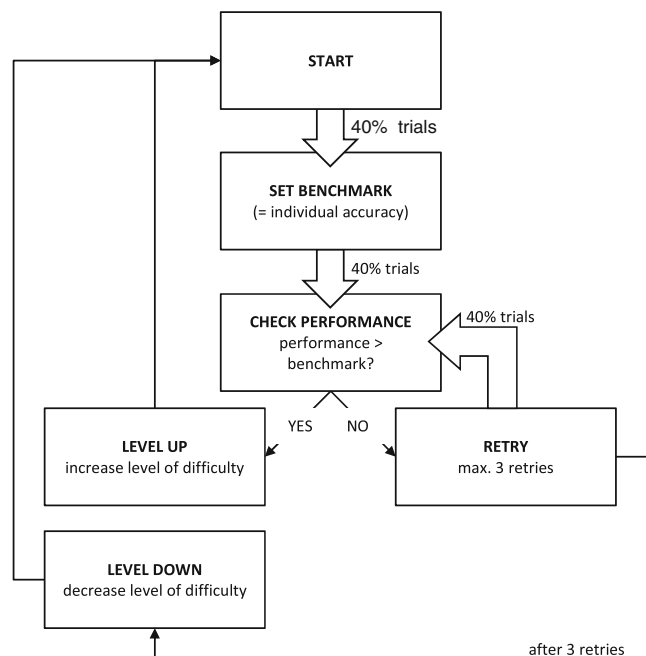 START
40% trials
SET BENCHMARK
(= individual accuracy)
40% trials
CHECK PERFORMANCE
performance >
benchmark?
40% trials
YES
NO
LEVEL UP
increase level of difficulty
RETRY
max. 3 retries
LEVEL DOWN
decrease level of difficulty
after 3 retries